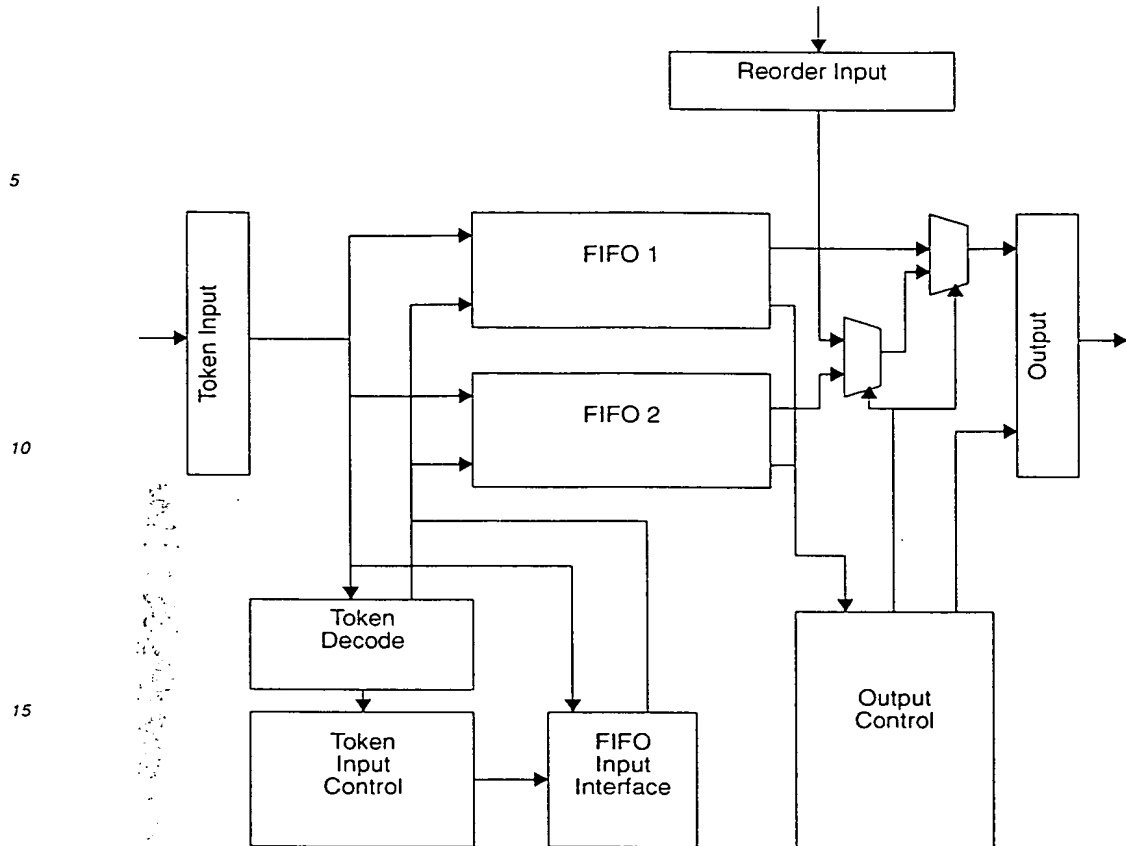 Reorder Input
5
Token Input
FIFO 1
Output
FIFO 2
10
Token
Decode
15
Token
Input
Control
FIFO
Input
Interface
Output
Control